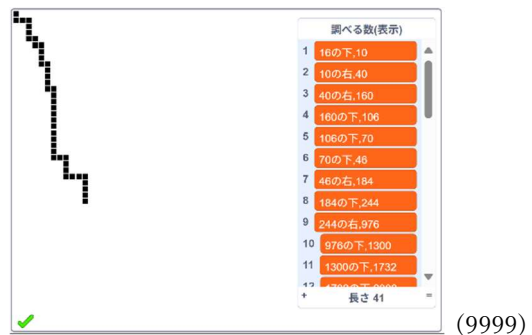 調べる数(表示)
1 16の下,10
2 10の右,40
3 40の右,160
4 160の下,106
5 106の下,70
6 70の下,46
7 46の右,184
8 184の下,244
9 244の右,976
10 976の下,1300
11 1300の下,1732
+ 長さ 41 =
(9999)